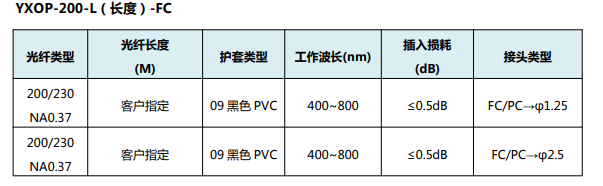 YXOP-200-L（长度）-FC
光纤类型 光纤长度(M) 护套类型 工作波长(nm) 插入损耗(dB) 接头类型
200/230 NA0.37 客户指定 09 黑色 PVC 400~800 ≤0.5dB FC/PC→φ1.25
200/230 NA0.37 客户指定 09 黑色 PVC 400~800 ≤0.5dB FC/PC→φ2.5